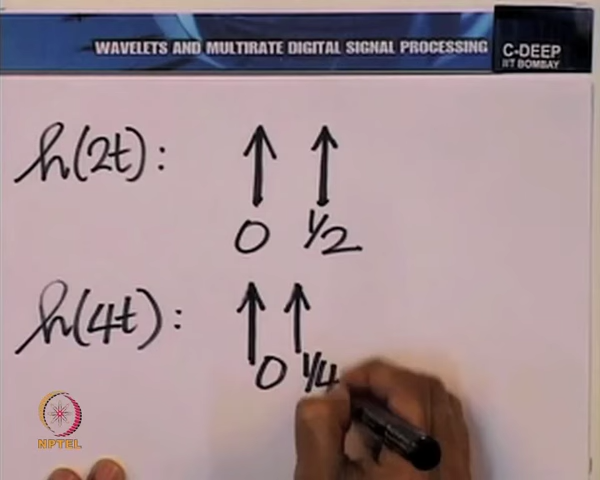 WAVELETS AND MULTIRATE DIGITAL SIGNAL PROCESSING
C-DEEP
IIT BOMBAY
h(2t): ↑ ↑
0 1/2
h(4t): ↑ ↑
0 1/4
NPTEL